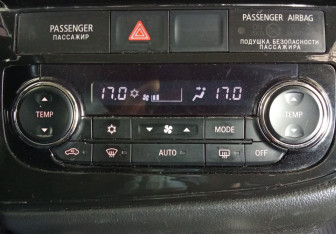 PASSENGER
ПАССАЖИР
PASSENGER AIRBAG
ПОДУШКА БЕЗОПАСНОСТИ
ПАССАЖИРА
17.0 17.0
TEMP
TEMP
MODE
AUTO
OFF